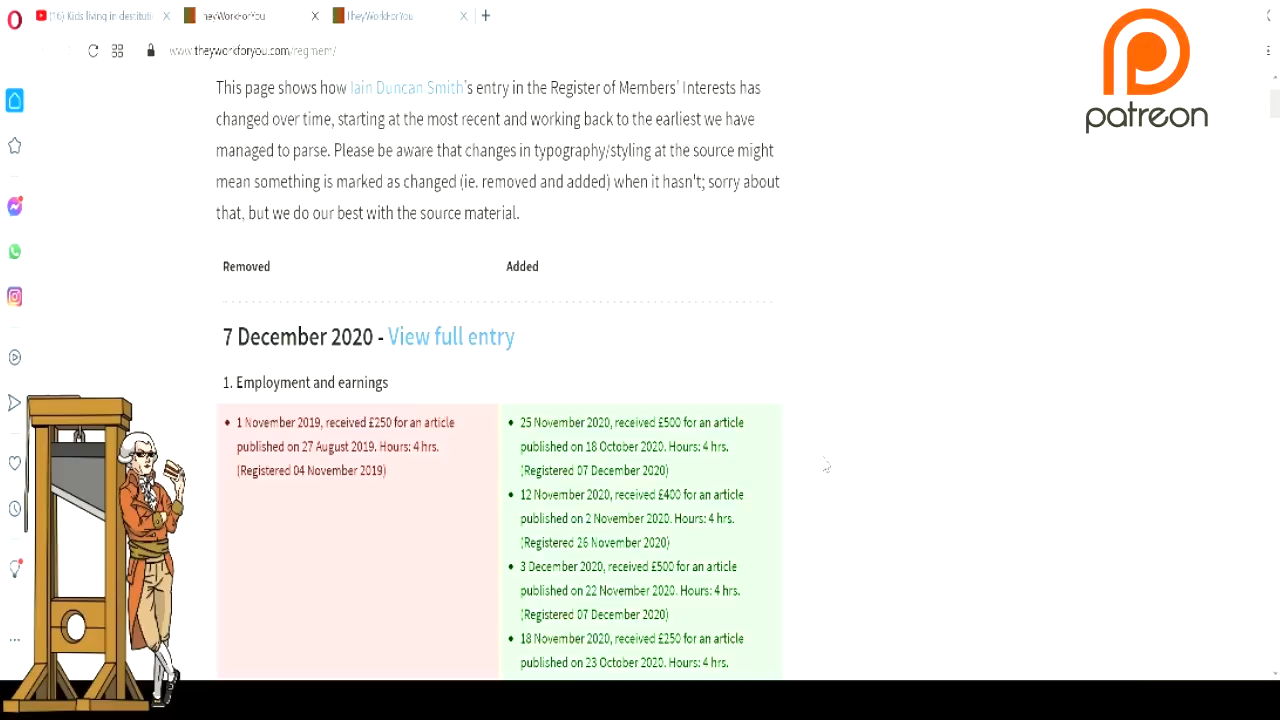 (16) Kids living in destituti
heyWorkForYou
TheyWorkForYou
www.theyworkforyou.com/regmem/
patreon
This page shows how Iain Duncan Smith's entry in the Register of Members' Interests has
changed over time, starting at the most recent and working back to the earliest we have
managed to parse. Please be aware that changes in typography/styling at the source might
mean something is marked as changed (ie. removed and added) when it hasn't; sorry about
that, but we do our best with the source material.
Removed
Added
7 December 2020 - View full entry
1. Employment and earnings
1 November 2019, received £250 for an article
published on 27 August 2019. Hours: 4 hrs.
(Registered 04 November 2019)
25 November 2020, received £500 for an article
published on 18 October 2020. Hours: 4 hrs.
(Registered 07 December 2020)
12 November 2020, received £400 for an article
published on 2 November 2020. Hours: 4 hrs.
(Registered 26 November 2020)
3 December 2020, received £500 for an article
published on 22 November 2020. Hours: 4 hrs.
(Registered 07 December 2020)
18 November 2020, received £250 for an article
published on 23 October 2020. Hours: 4 hrs.